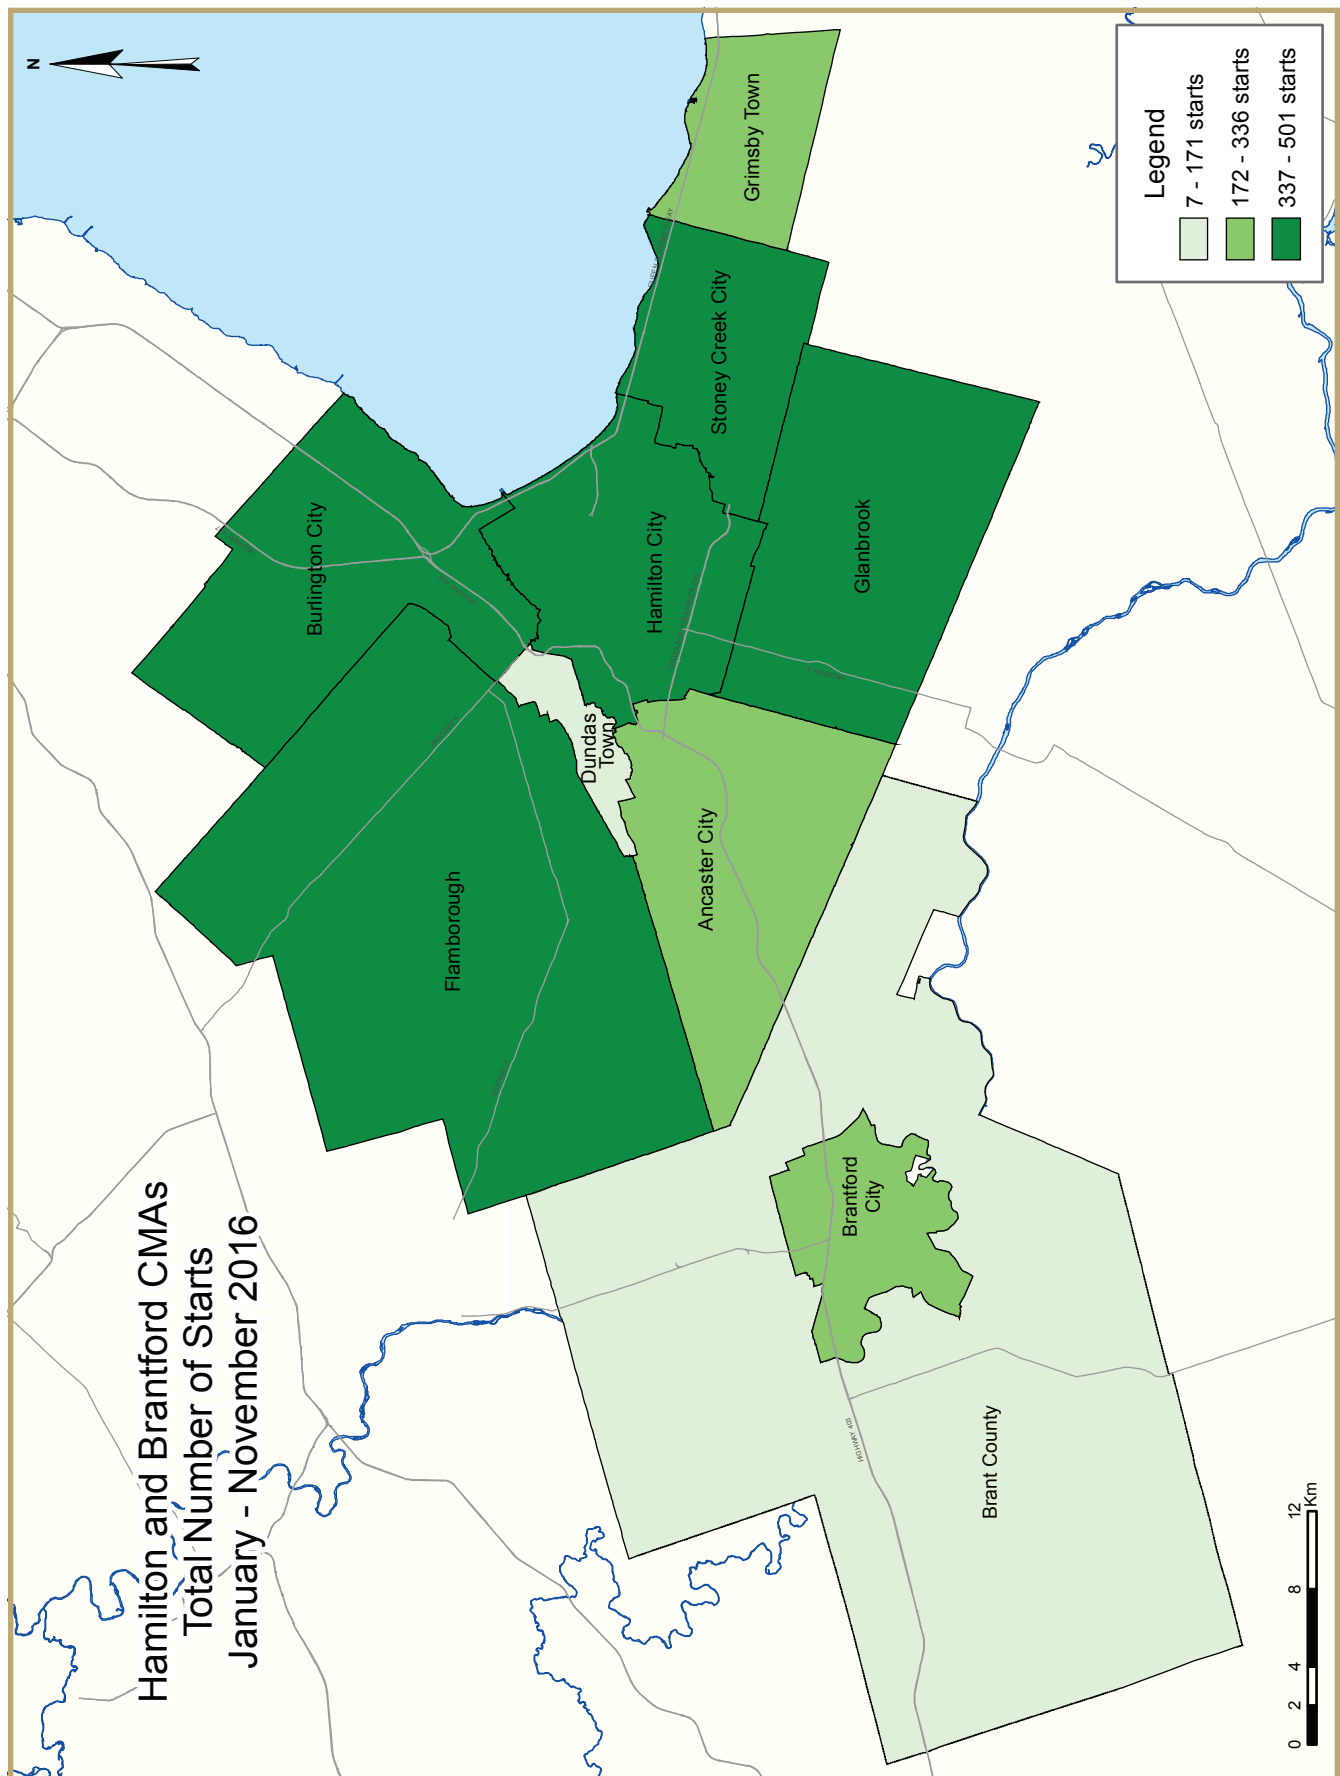 Hamilton and Brantford CMAs
Total Number of Starts
January - November 2016
N
Burlington City
Flamborough
Dundas
Town
Hamilton City
Stoney Creek City
Grimsby Town
Glanbrook
Ancaster City
Brantford
City
Brant County
HIGHWAY 403
Legend
7 - 171 starts
172 - 336 starts
337 - 501 starts
0 2 4 8 12
Km